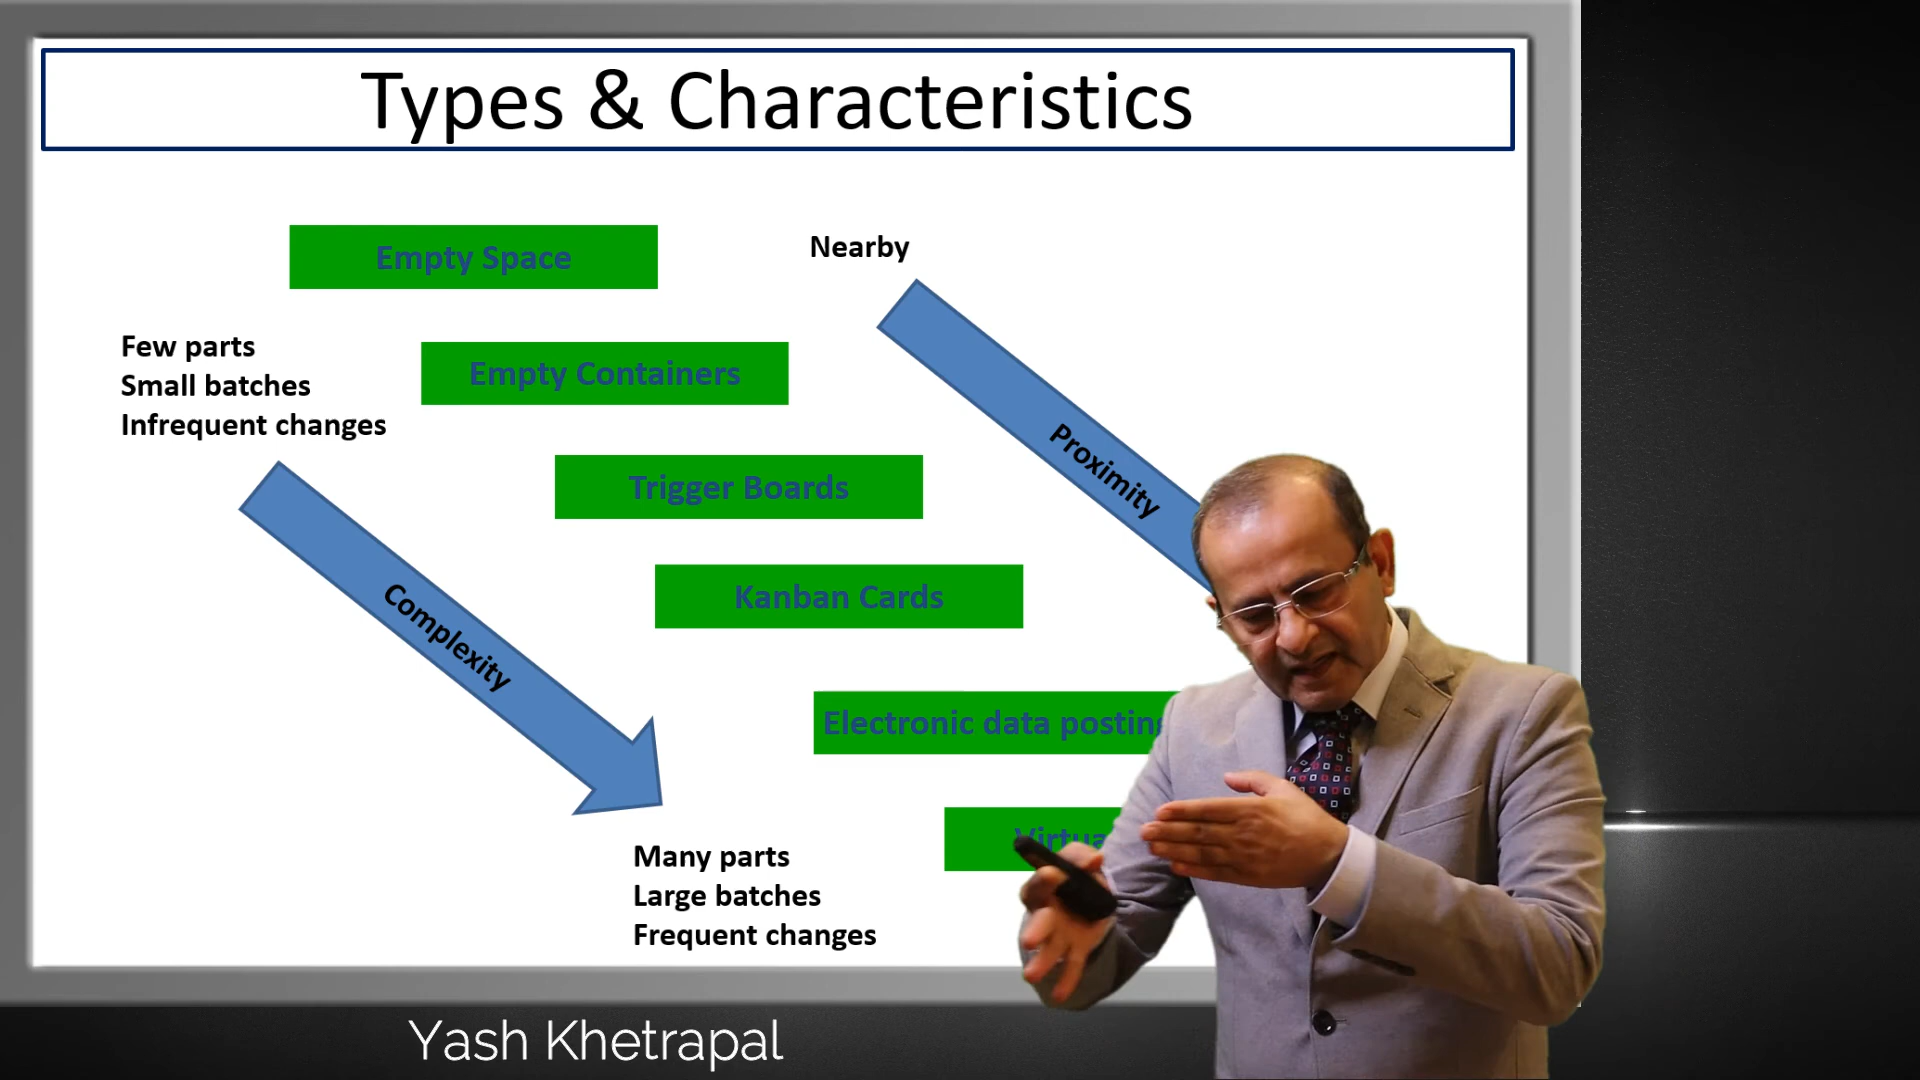 Types & Characteristics
Empty Space
Nearby
Few parts
Small batches
Infrequent changes
Empty Containers
Proximity
Trigger Boards
Kanban Cards
Complexity
Electronic data posting
Many parts
Large batches
Frequent changes
Yash Khetrapal